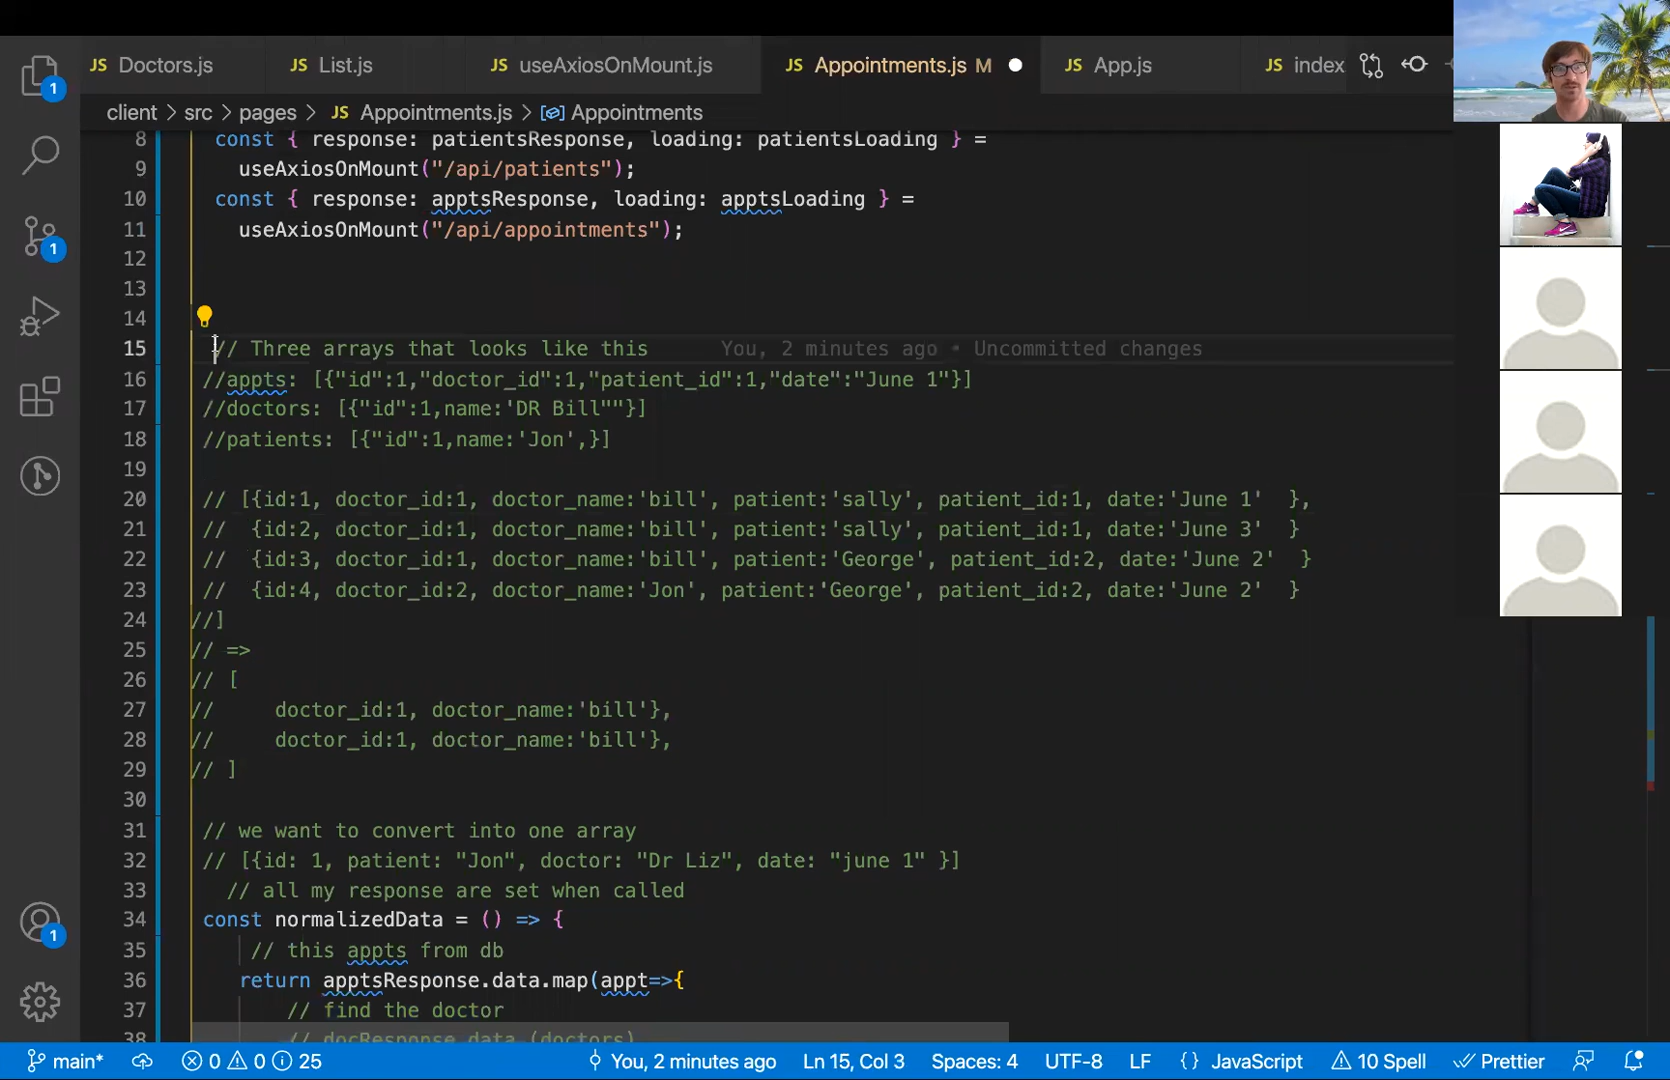 JS Doctors.js JS List.js JS useAxiosOnMount.js JS Appointments.js M JS App.js JS index
client > src > pages > JS Appointments.js > Appointments
8 const { response: patientsResponse, loading: patientsLoading } =
9 useAxiosOnMount("/api/patients");
10 const { response: apptsResponse, loading: apptsLoading } =
11 useAxiosOnMount("/api/appointments");
12
13
14
15 // Three arrays that looks like this You, 2 minutes ago • Uncommitted changes
16 //appts: [{"id":1,"doctor_id":1,"patient_id":1,"date":"June 1"}]
17 //doctors: [{"id":1,name:'DR Bill""}]
18 //patients: [{"id":1,name:'Jon',}]
19
20 // [{id:1, doctor_id:1, doctor_name:'bill', patient:'sally', patient_id:1, date:'June 1' },
21 // {id:2, doctor_id:1, doctor_name:'bill', patient:'sally', patient_id:1, date:'June 3' }
22 // {id:3, doctor_id:1, doctor_name:'bill', patient:'George', patient_id:2, date:'June 2' }
23 // {id:4, doctor_id:2, doctor_name:'Jon', patient:'George', patient_id:2, date:'June 2' }
24 //]
25 // =>
26 // [
27 // doctor_id:1, doctor_name:'bill'},
28 // doctor_id:1, doctor_name:'bill'},
29 // ]
30
31 // we want to convert into one array
32 // [{id: 1, patient: "Jon", doctor: "Dr Liz", date: "june 1" }]
33 // all my response are set when called
34 const normalizedData = () => {
35 // this appts from db
36 return apptsResponse.data.map(appt=>{
37 // find the doctor
38 // docResponse data (doctors)
1
1
1
main* 0 0 25 You, 2 minutes ago Ln 15, Col 3 Spaces: 4 UTF-8 LF {} JavaScript 10 Spell Prettier